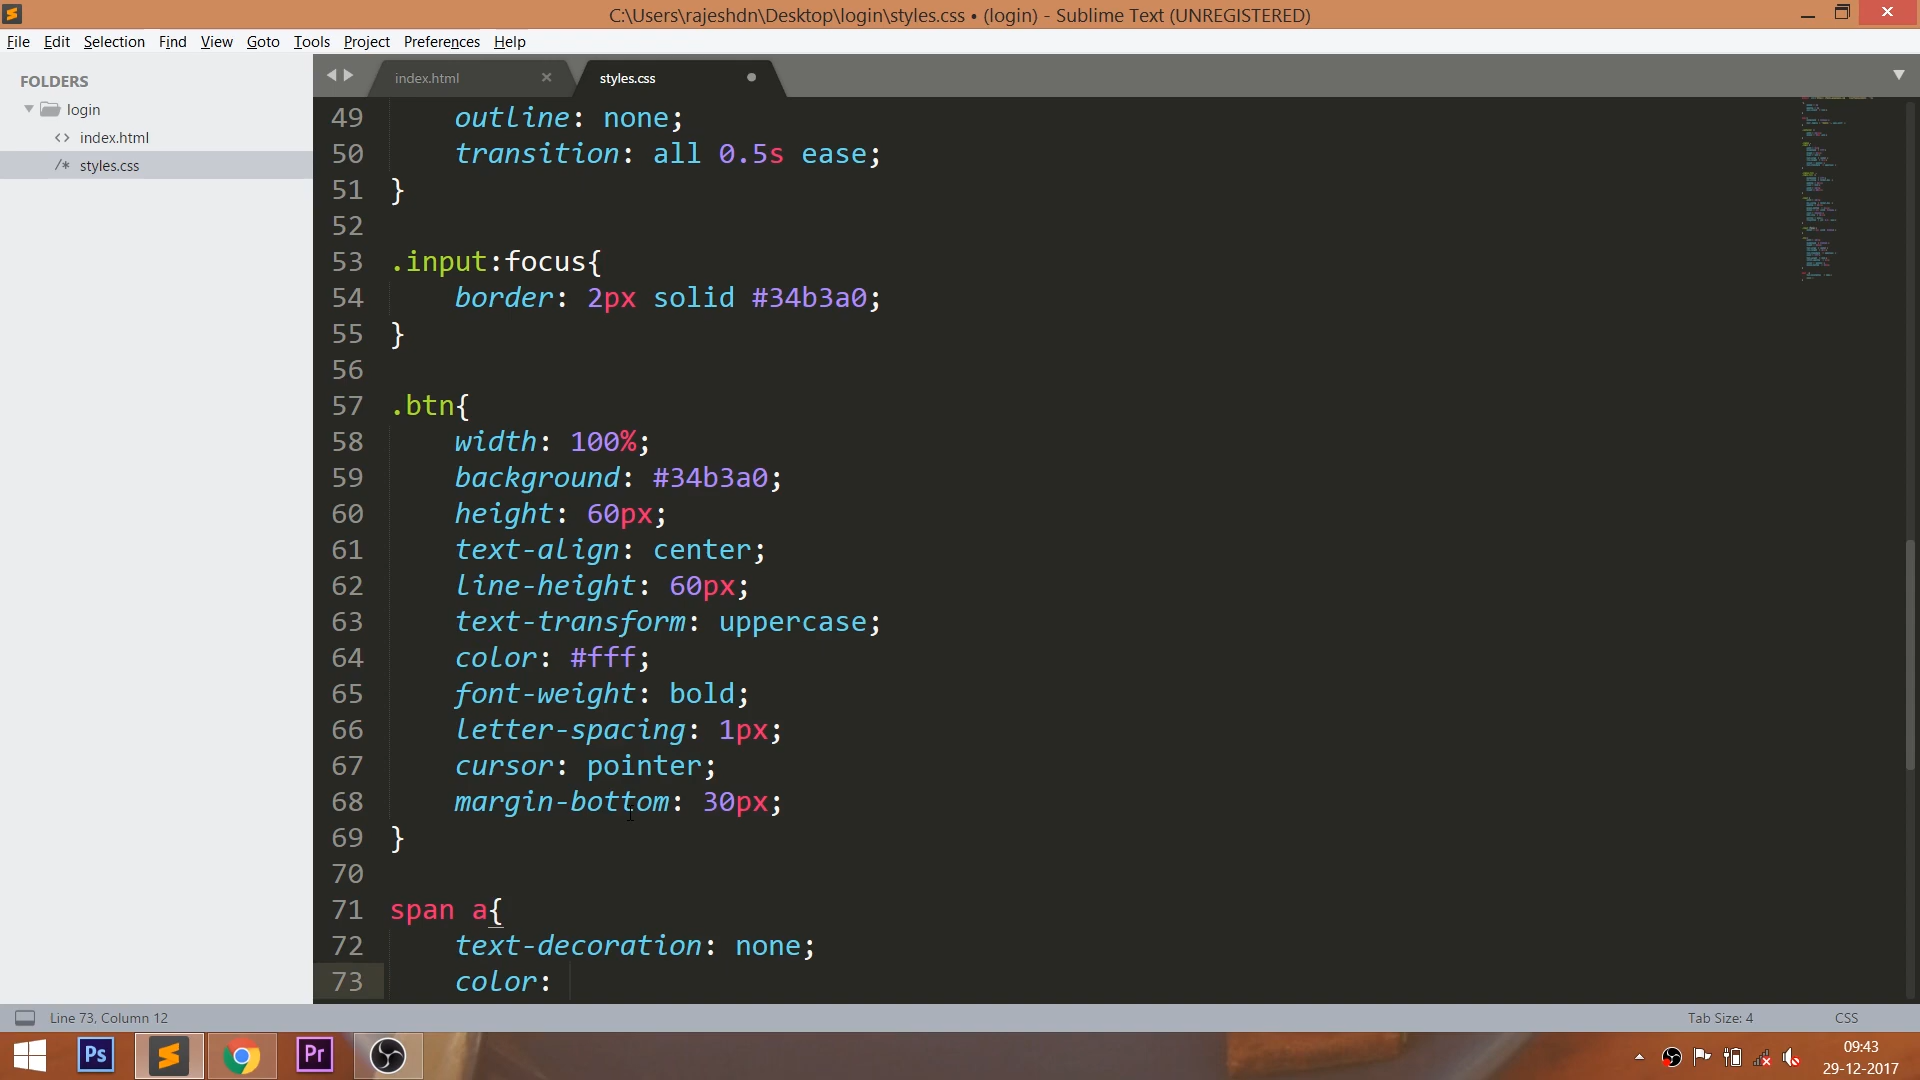 C:\Users\rajeshdn\Desktop\login\styles.css • (login) - Sublime Text (UNREGISTERED)
File Edit Selection Find View Goto Tools Project Preferences Help
FOLDERS
login
<> index.html
/* styles.css
index.html × styles.css
49 outline: none;
50 transition: all 0.5s ease;
51 }
52
53 .input:focus{
54 border: 2px solid #34b3a0;
55 }
56
57 .btn{
58 width: 100%;
59 background: #34b3a0;
60 height: 60px;
61 text-align: center;
62 line-height: 60px;
63 text-transform: uppercase;
64 color: #fff;
65 font-weight: bold;
66 letter-spacing: 1px;
67 cursor: pointer;
68 margin-bottom: 30px;
69 }
70
71 span a{
72 text-decoration: none;
73 color:
Line 73, Column 12 Tab Size: 4 CSS
Ps Pr
09:43
29-12-2017